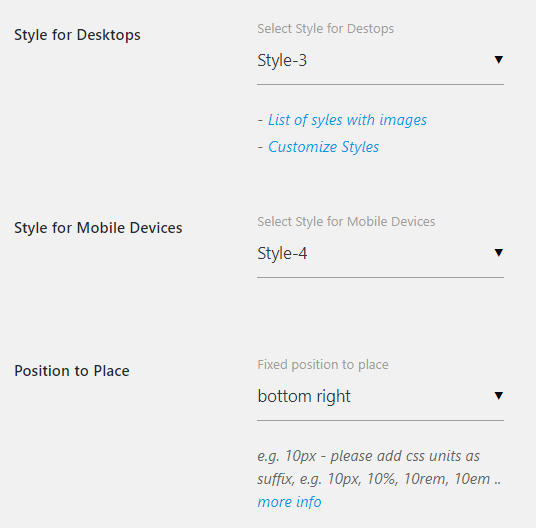 Style for Desktops
Select Style for Destops
Style-3
- List of syles with images
- Customize Styles
Style for Mobile Devices
Select Style for Mobile Devices
Style-4
Position to Place
Fixed position to place
bottom right
e.g. 10px - please add css units as
suffix, e.g. 10px, 10%, 10rem, 10em ..
more info